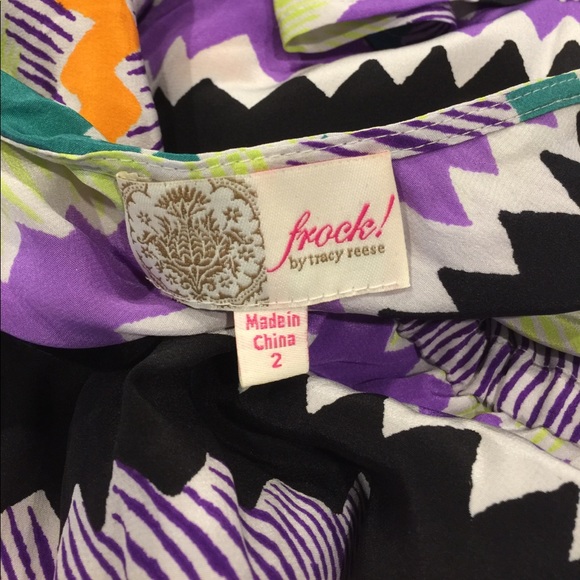 frock!
by tracy reese
Made in
China
2